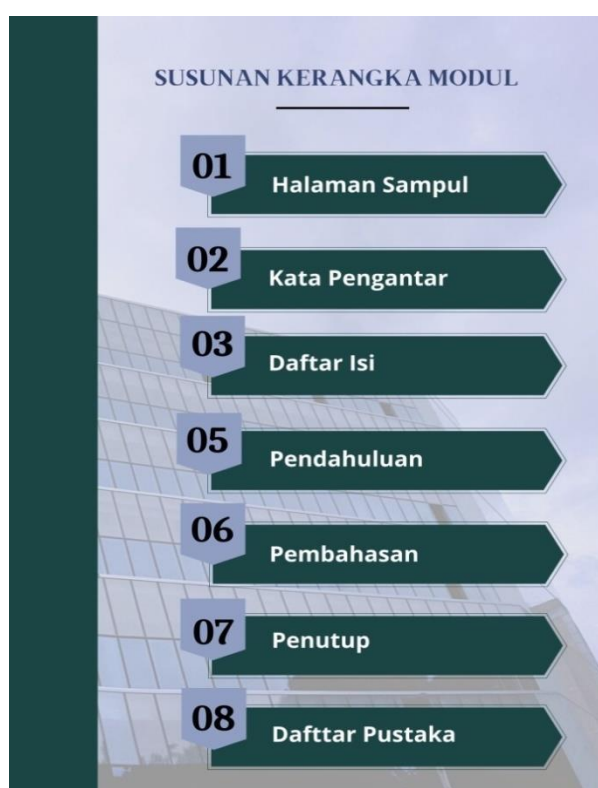 SUSUNAN KERANGKA MODUL
01
Halaman Sampul
02
Kata Pengantar
03
Daftar Isi
05
Pendahuluan
06
Pembahasan
07
Penutup
08
Dafttar Pustaka